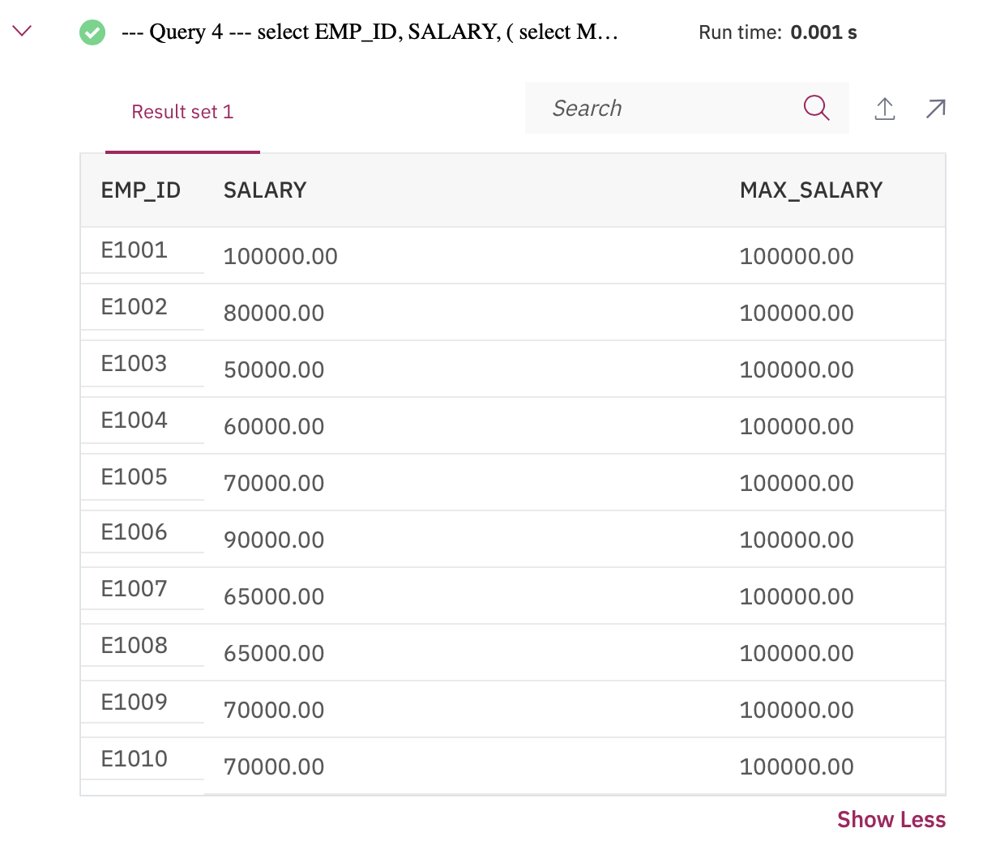 --- Query 4 --- select EMP_ID, SALARY, ( select M... Run time: 0.001 s
Result set 1 Search
EMP_ID SALARY MAX_SALARY
E1001 100000.00 100000.00
E1002 80000.00 100000.00
E1003 50000.00 100000.00
E1004 60000.00 100000.00
E1005 70000.00 100000.00
E1006 90000.00 100000.00
E1007 65000.00 100000.00
E1008 65000.00 100000.00
E1009 70000.00 100000.00
E1010 70000.00 100000.00
Show Less